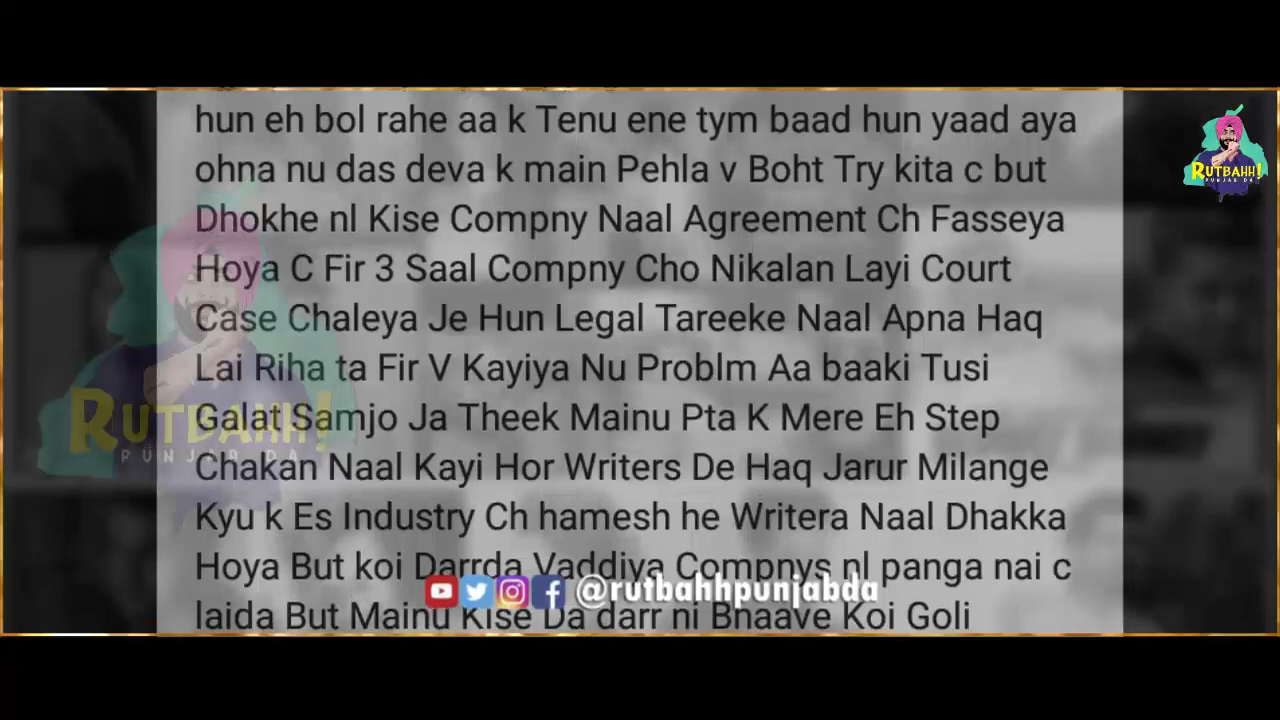 hun eh bol rahe aa k Tenu ene tym baad hun yaad aya
ohna nu das deva k main Pehla v Boht Try kita c but
Dhokhe nl Kise Compny Naal Agreement Ch Fasseya
Hoya C Fir 3 Saal Compny Cho Nikalan Layi Court
Case Chaleya Je Hun Legal Tareeke Naal Apna Haq
Lai Riha ta Fir V Kayiya Nu Problm Aa baaki Tusi
Galat Samjo Ja Theek Mainu Pta K Mere Eh Step
Chakan Naal Kayi Hor Writers De Haq Jarur Milange
Kyu k Es Industry Ch hamesh he Writera Naal Dhakka
Hoya But koi Darrda Vaddiya Compnys nl panga nai c
laida But Mainu Kise Da darr ni Bhaave Koi Goli
@rutbahhpunjabda
RUTBAHH!
PUNJAB DA
RUTBAHH!
PUNJAB DA